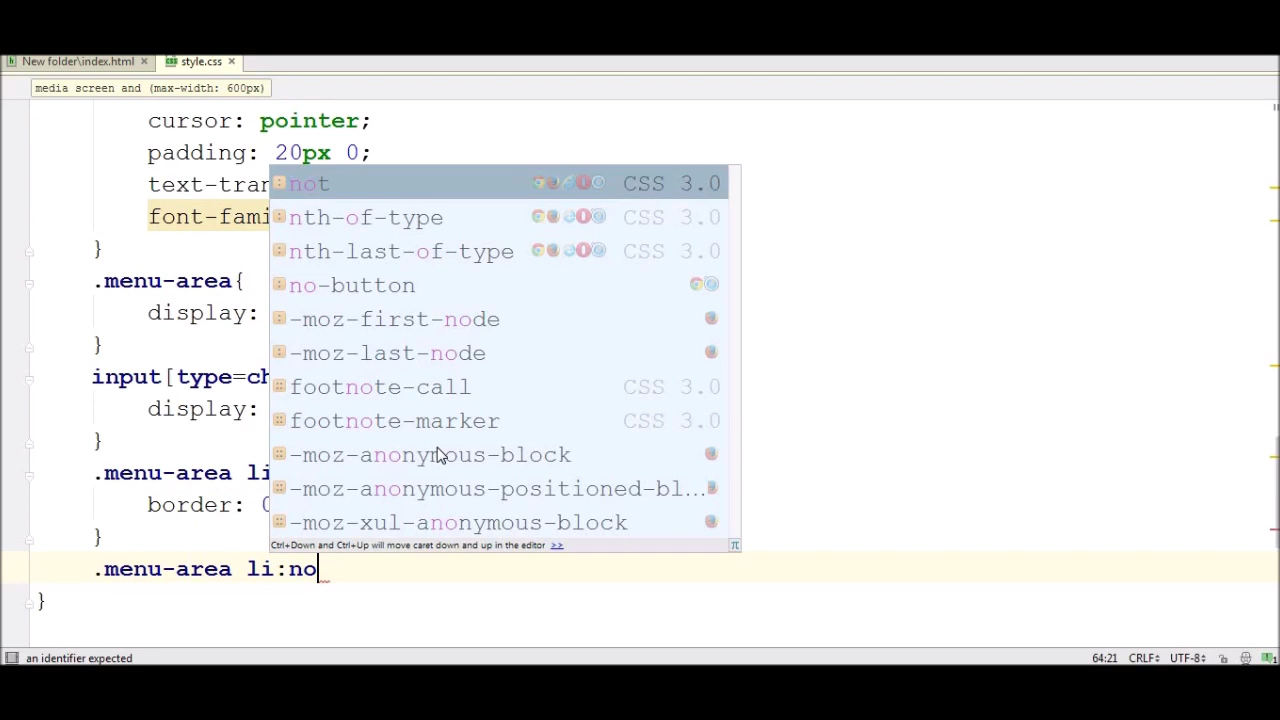 New folder\index.html style.css
media screen and (max-width: 600px)
cursor: pointer;
padding: 20px 0;
text-tran
font-fami
}
.menu-area{
display:
}
input[type=ch
display:
}
.menu-area li
border: 0
}
.menu-area li:no
}
not CSS 3.0
nth-of-type CSS 3.0
nth-last-of-type CSS 3.0
no-button
-moz-first-node
-moz-last-node
footnote-call CSS 3.0
footnote-marker CSS 3.0
-moz-anonymous-block
-moz-anonymous-positioned-bl...
-moz-xul-anonymous-block
Ctrl+Down and Ctrl+Up will move caret down and up in the editor >> π
an identifier expected 64:21 CRLF UTF-8 1